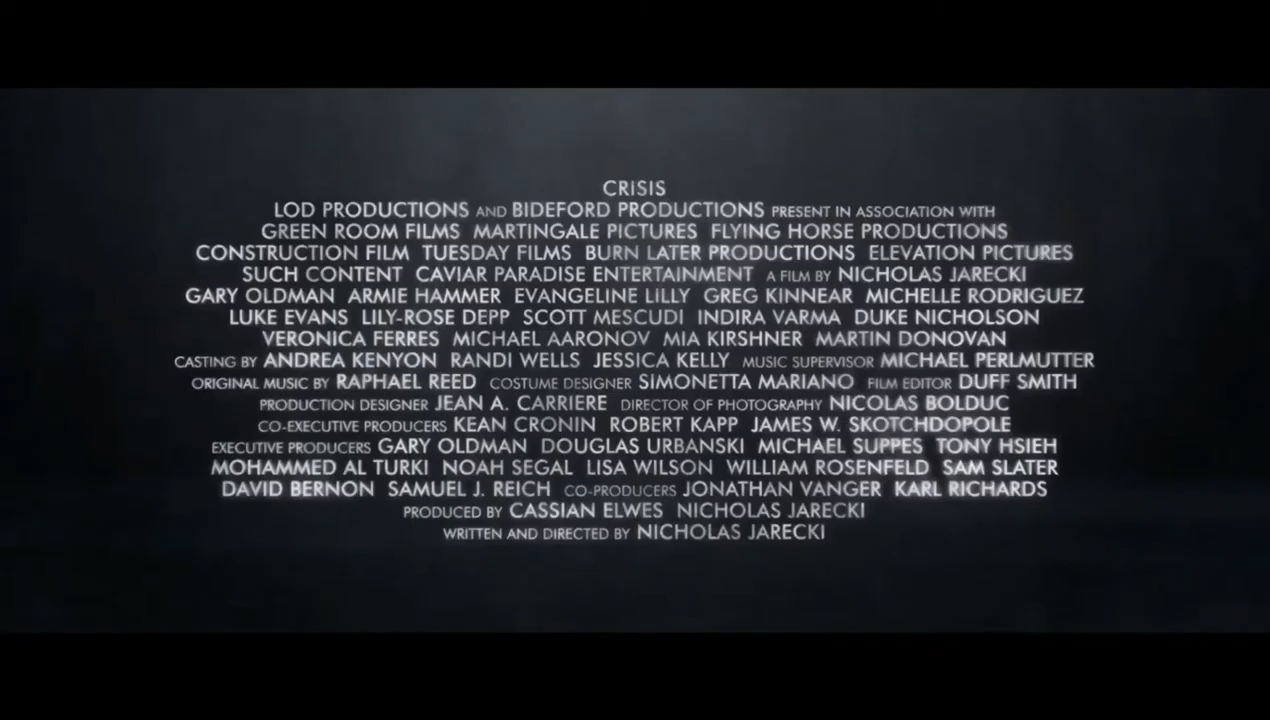 CRISIS
LOD PRODUCTIONS AND BIDEFORD PRODUCTIONS PRESENT IN ASSOCIATION WITH
GREEN ROOM FILMS MARTINGALE PICTURES FLYING HORSE PRODUCTIONS
CONSTRUCTION FILM TUESDAY FILMS BURN LATER PRODUCTIONS ELEVATION PICTURES
SUCH CONTENT CAVIAR PARADISE ENTERTAINMENT A FILM BY NICHOLAS JARECKI
GARY OLDMAN ARMIE HAMMER EVANGELINE LILLY GREG KINNEAR MICHELLE RODRIGUEZ
LUKE EVANS LILY-ROSE DEPP SCOTT MESCUDI INDIRA VARMA DUKE NICHOLSON
VERONICA FERRES MICHAEL AARONOV MIA KIRSHNER MARTIN DONOVAN
CASTING BY ANDREA KENYON RANDI WELLS JESSICA KELLY MUSIC SUPERVISOR MICHAEL PERLMUTTER
ORIGINAL MUSIC BY RAPHAEL REED COSTUME DESIGNER SIMONETTA MARIANO FILM EDITOR DUFF SMITH
PRODUCTION DESIGNER JEAN A. CARRIERE DIRECTOR OF PHOTOGRAPHY NICOLAS BOLDUC
CO-EXECUTIVE PRODUCERS KEAN CRONIN ROBERT KAPP JAMES W. SKOTCHDOPOLE
EXECUTIVE PRODUCERS GARY OLDMAN DOUGLAS URBANSKI MICHAEL SUPPES TONY HSIEH
MOHAMMED AL TURKI NOAH SEGAL LISA WILSON WILLIAM ROSENFELD SAM SLATER
DAVID BERNON SAMUEL J. REICH CO-PRODUCERS JONATHAN VANGER KARL RICHARDS
PRODUCED BY CASSIAN ELWES NICHOLAS JARECKI
WRITTEN AND DIRECTED BY NICHOLAS JARECKI